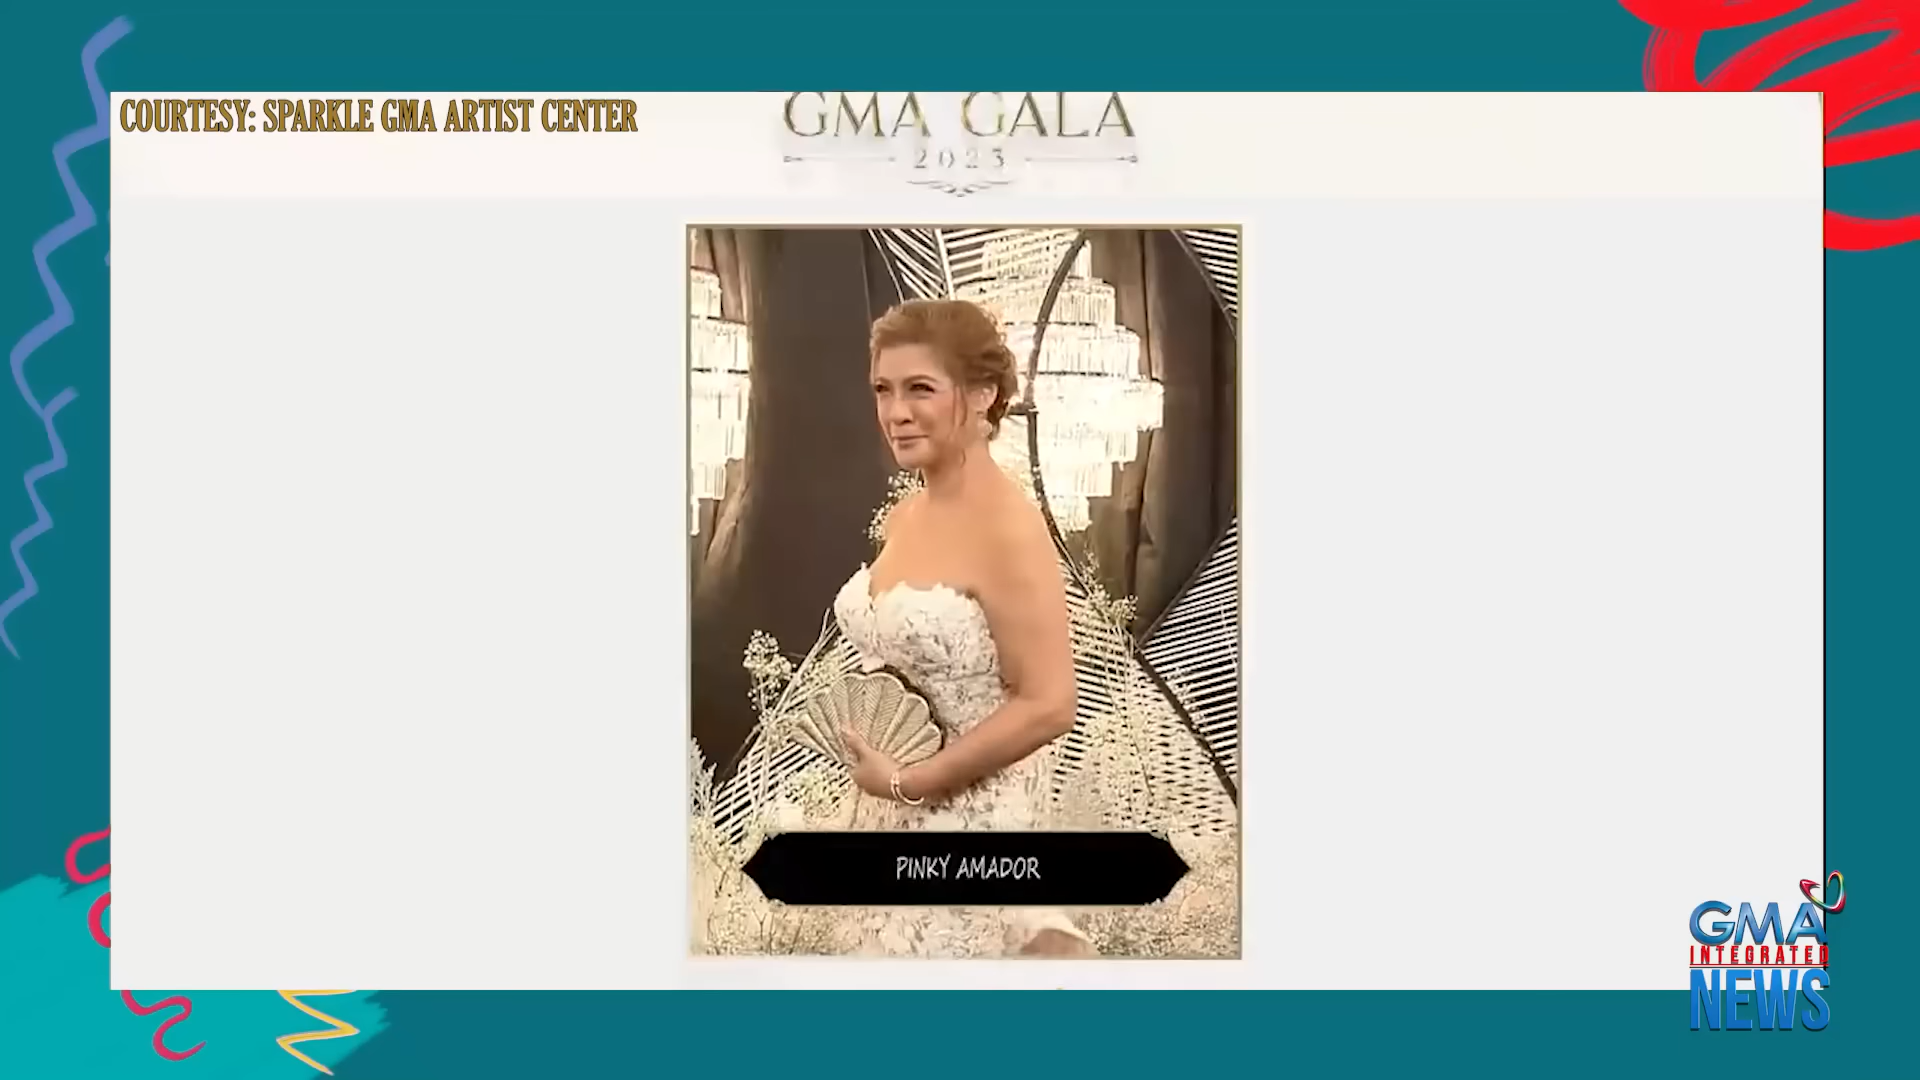 COURTESY: SPARKLE GMA ARTIST CENTER
GMA GALA
2023
PINKY AMADOR
GMA
INTEGRATED
NEWS